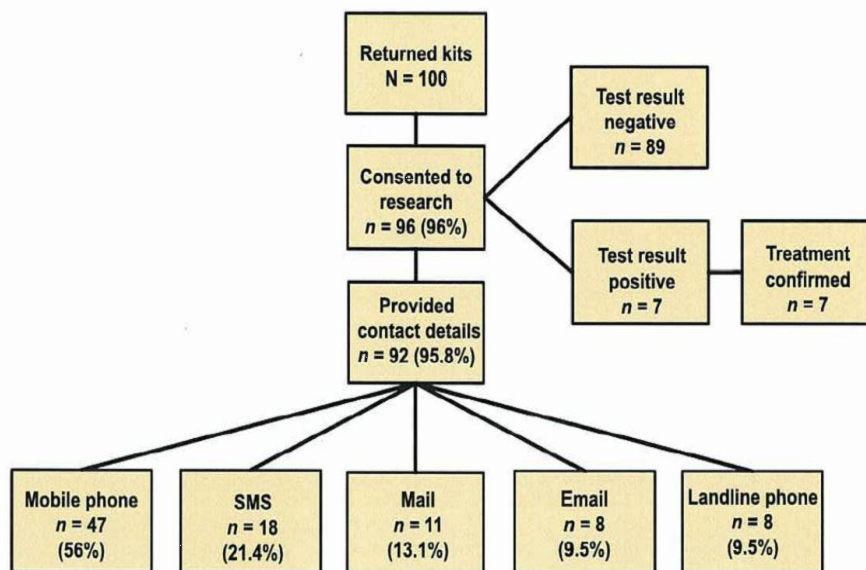 Returned kits
N = 100
Test result
negative
n = 89
Consented to
research
n = 96 (96%)
Test result
positive
n = 7
Treatment
confirmed
n = 7
Provided
contact details
n = 92 (95.8%)
Mobile phone
n = 47
(56%)
SMS
n = 18
(21.4%)
Mail
n = 11
(13.1%)
Email
n = 8
(9.5%)
Landline phone
n = 8
(9.5%)